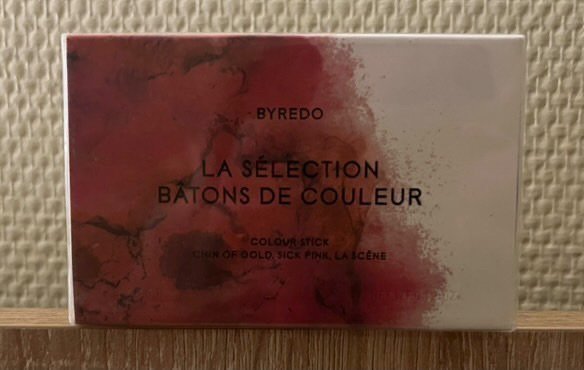 BYREDO
LA SÉLECTION
BÂTONS DE COULEUR
COLOUR STICK
CHIN OF GOLD, SICK PINK, LA SCÈNE